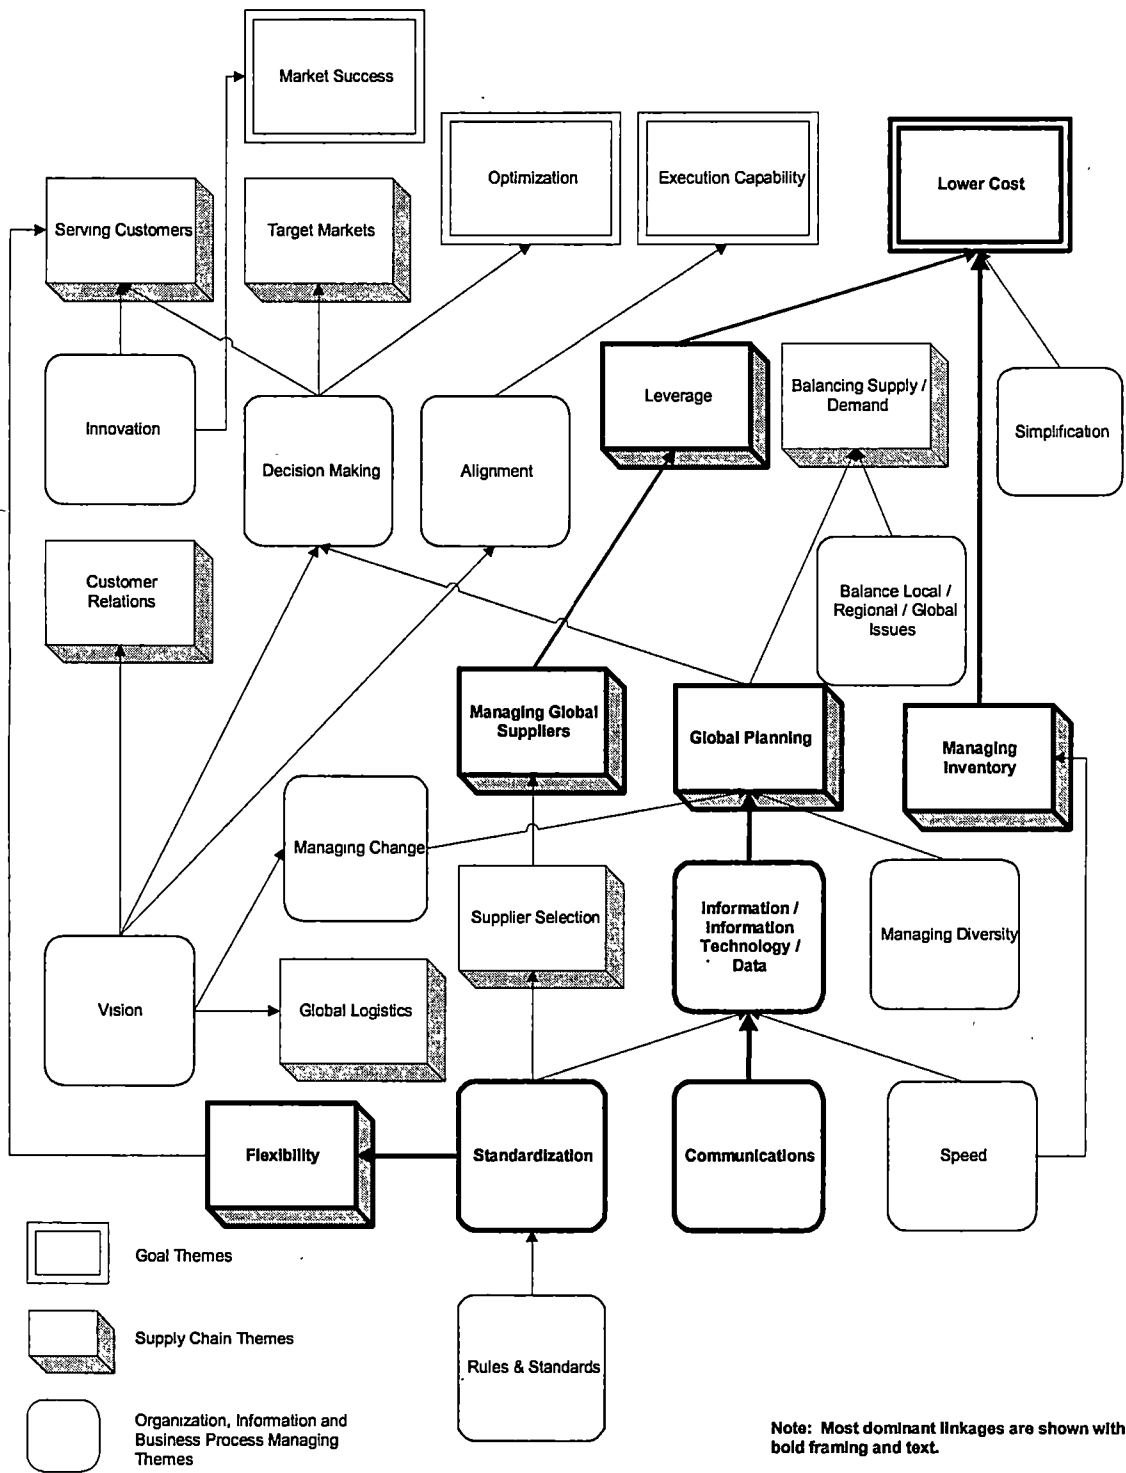 Market Success
Optimization
Execution Capability
Lower Cost
Serving Customers
Target Markets
Innovation
Decision Making
Alignment
Leverage
Balancing Supply /
Demand
Simplification
Customer
Relations
Balance Local /
Regional / Global
Issues
Managing Global
Suppliers
Global Planning
Managing
Inventory
Managing Change
Supplier Selection
Information /
Information
Technology /
Data
Managing Diversity
Vision
Global Logistics
Flexibility
Standardization
Communications
Speed
Goal Themes
Supply Chain Themes
Rules & Standards
Organization, Information and
Business Process Managing
Themes
Note: Most dominant linkages are shown with
bold framing and text.